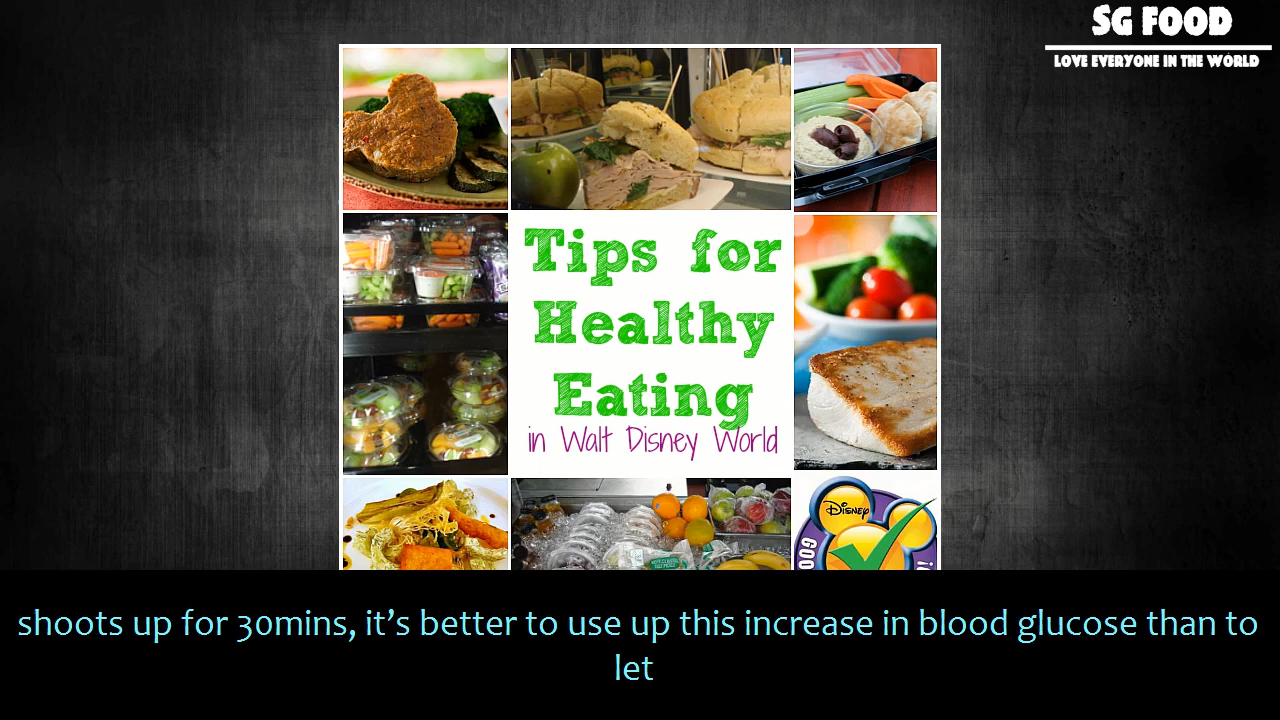 SG FOOD
LOVE EVERYONE IN THE WORLD
Tips for
Healthy
Eating
in Walt Disney World
DISNEY
GOO
shoots up for 30mins, it’s better to use up this increase in blood glucose than to
let